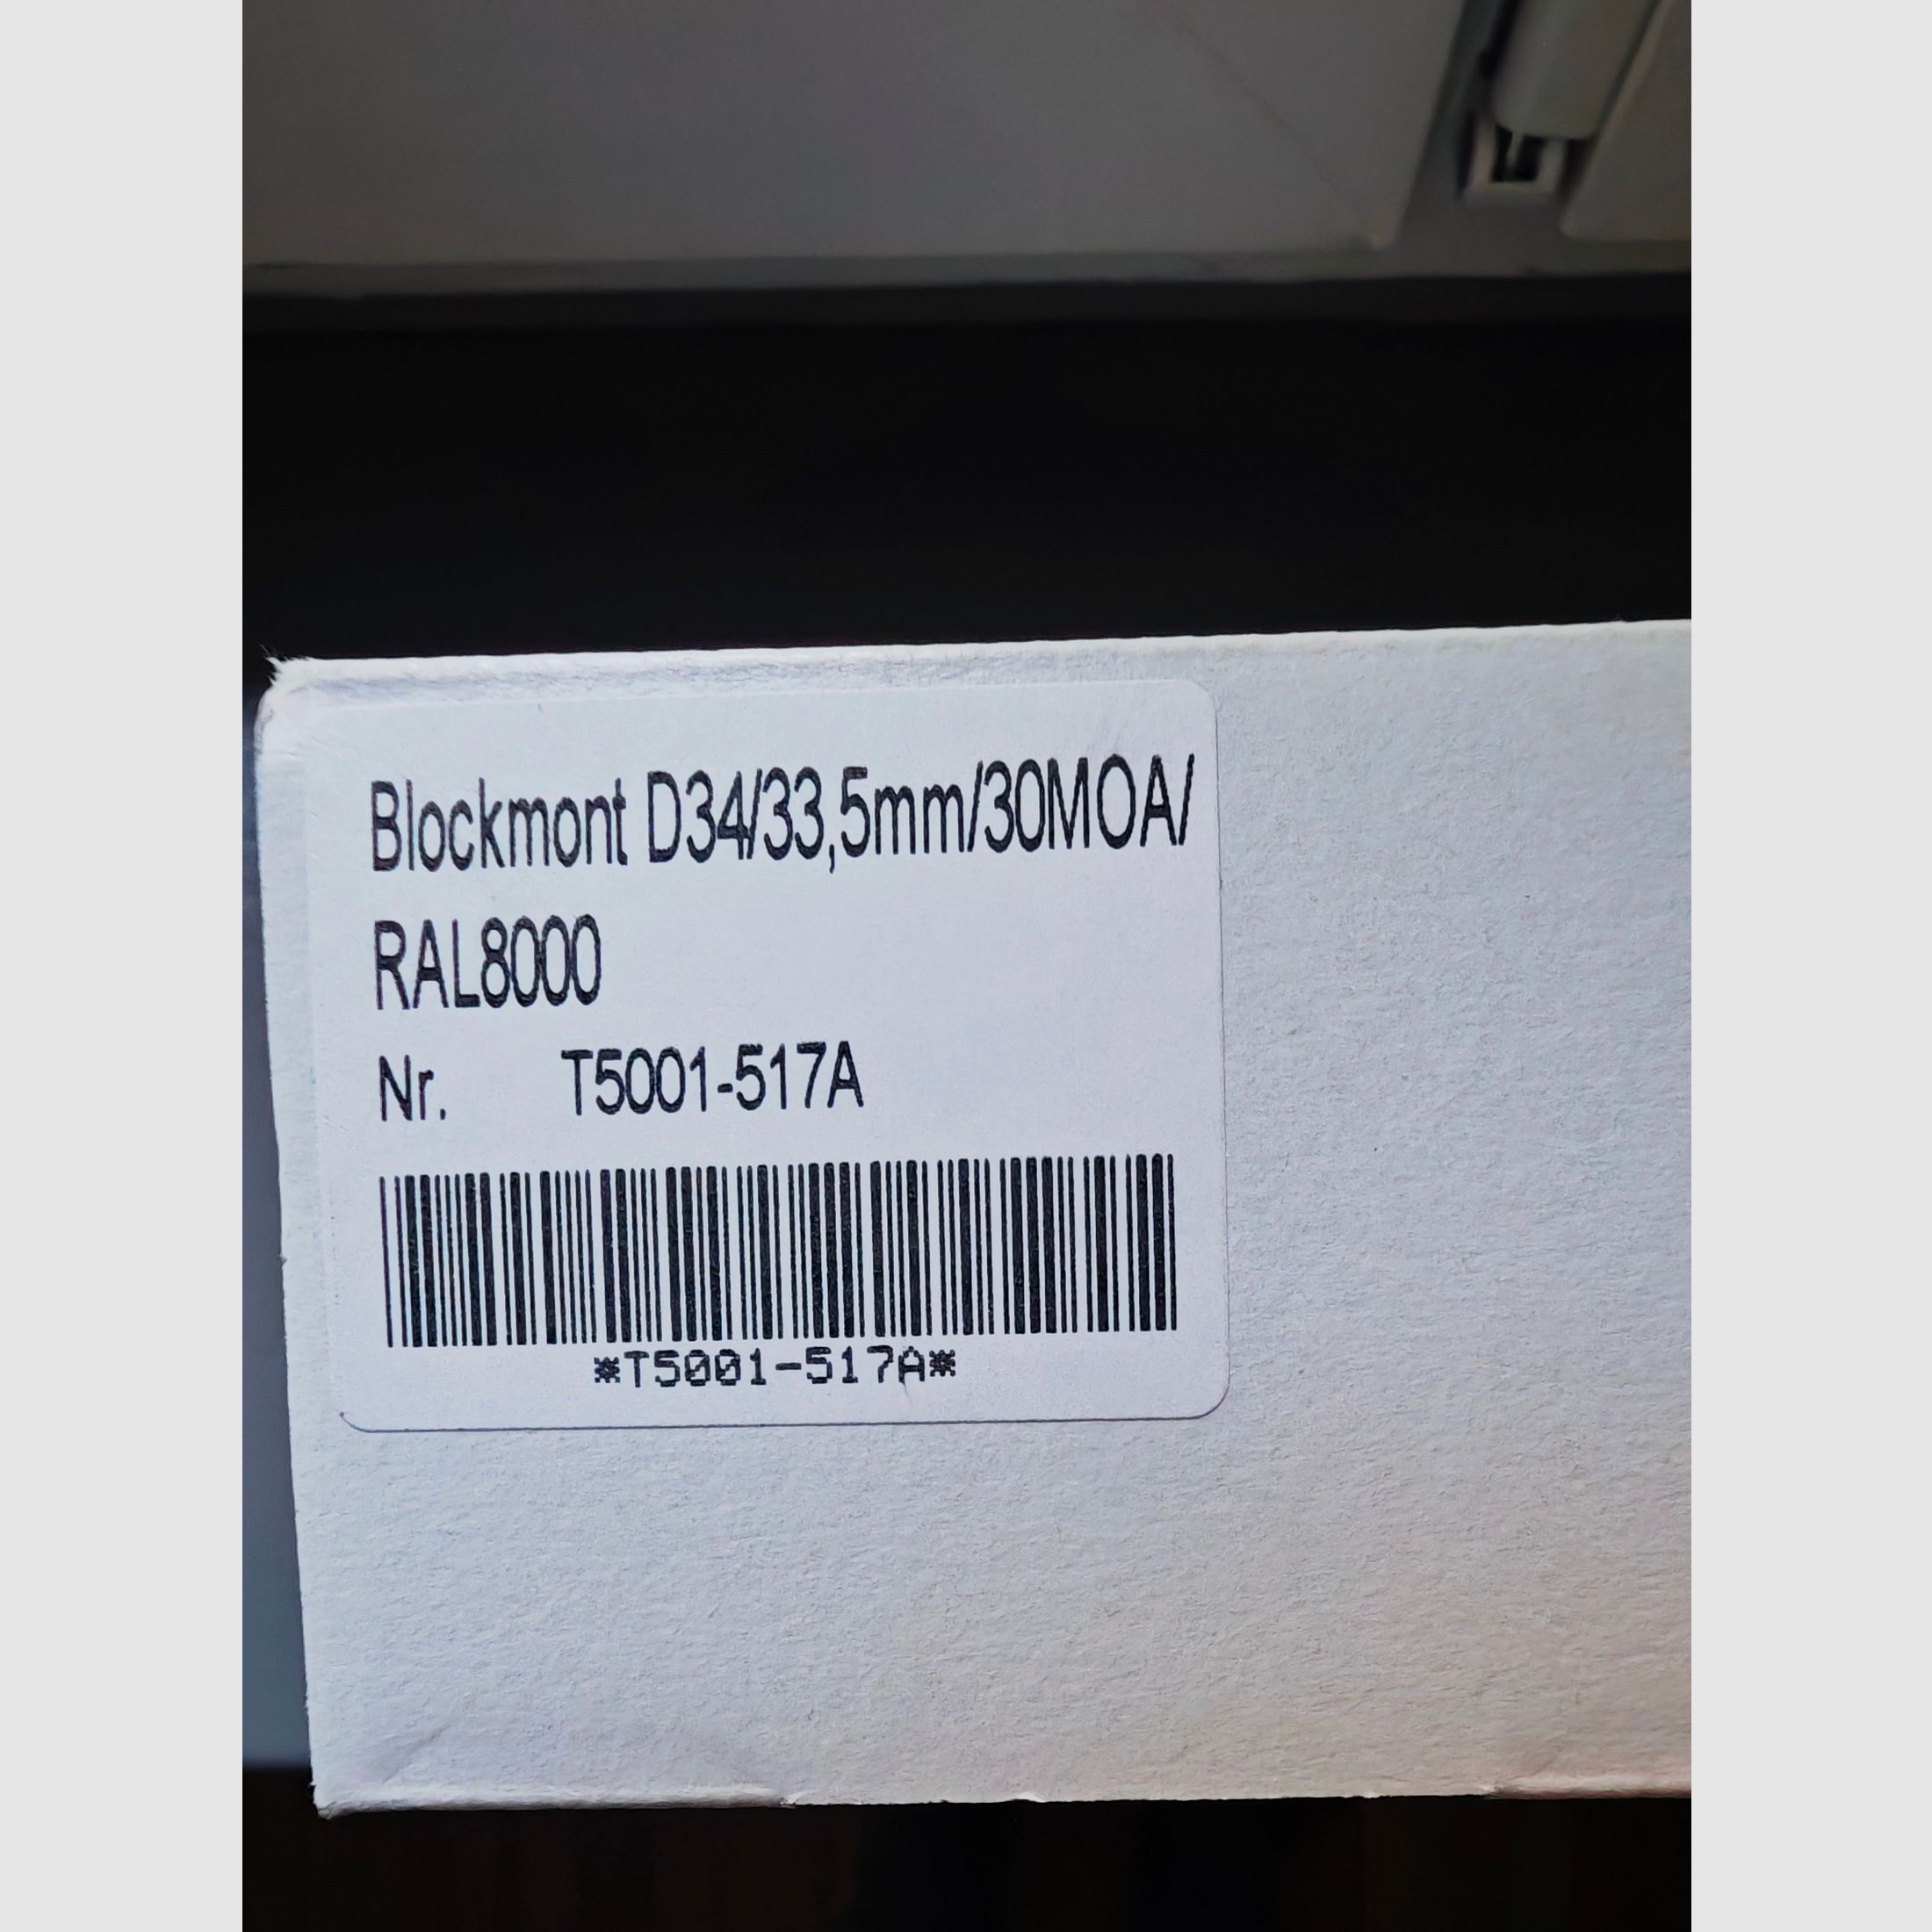 Blockmont D34/33,5mm/30MOA/
RAL8000
Nr. T5001-517A
*T5001-517A*